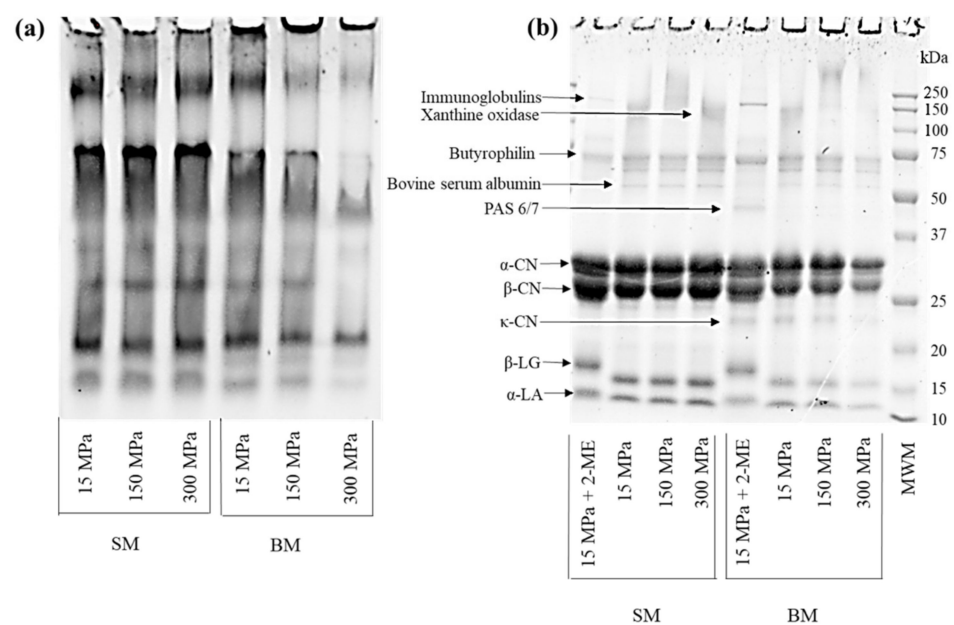 (a)
15 MPa
150 MPa
300 MPa
15 MPa
150 MPa
300 MPa
SM
BM
(b)
kDa
Immunoglobulins
Xanthine oxidase
Butyrophilin
Bovine serum albumin
PAS 6/7
α-CN
β-CN
κ-CN
β-LG
α-LA
250
150
100
75
50
37
25
20
15
10
15 MPa + 2-ME
15 MPa
150 MPa
300 MPa
15 MPa + 2-ME
15 MPa
150 MPa
300 MPa
MWM
SM
BM